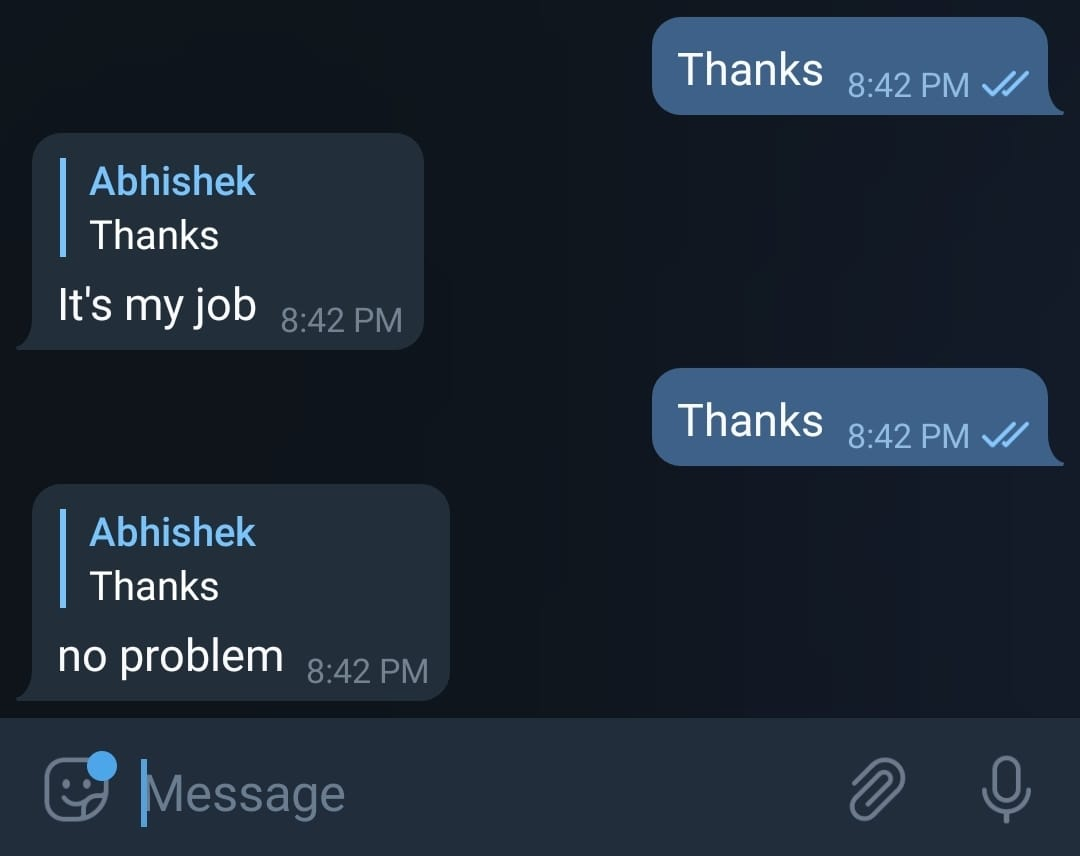 Thanks 8:42 PM
Abhishek
Thanks
It's my job 8:42 PM
Thanks 8:42 PM
Abhishek
Thanks
no problem 8:42 PM
Message